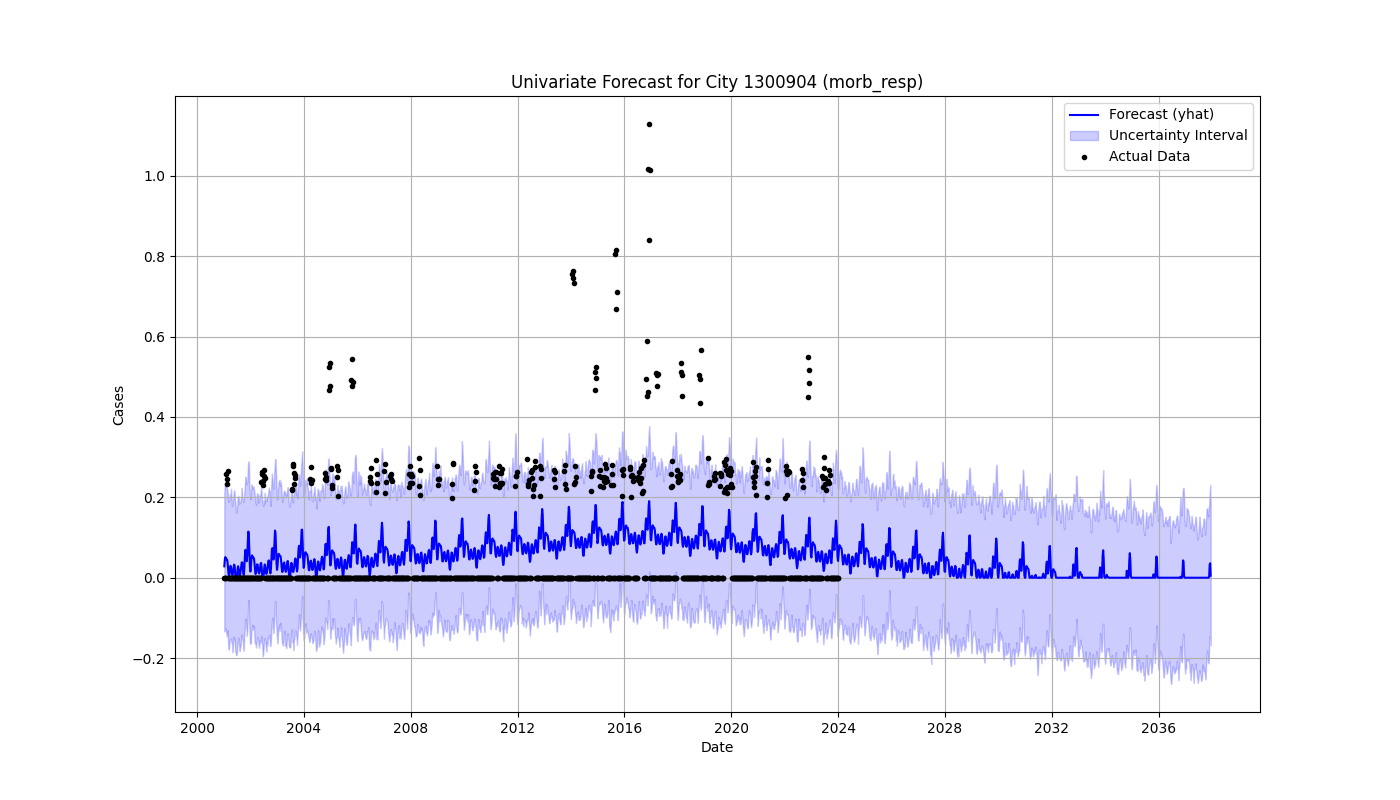 Univariate Forecast for City 1300904 (morb_resp)
Forecast (yhat)
Uncertainty Interval
Actual Data
Cases
1.0
0.8
0.6
0.4
0.2
0.0
−0.2
2000 2004 2008 2012 2016 2020 2024 2028 2032 2036
Date